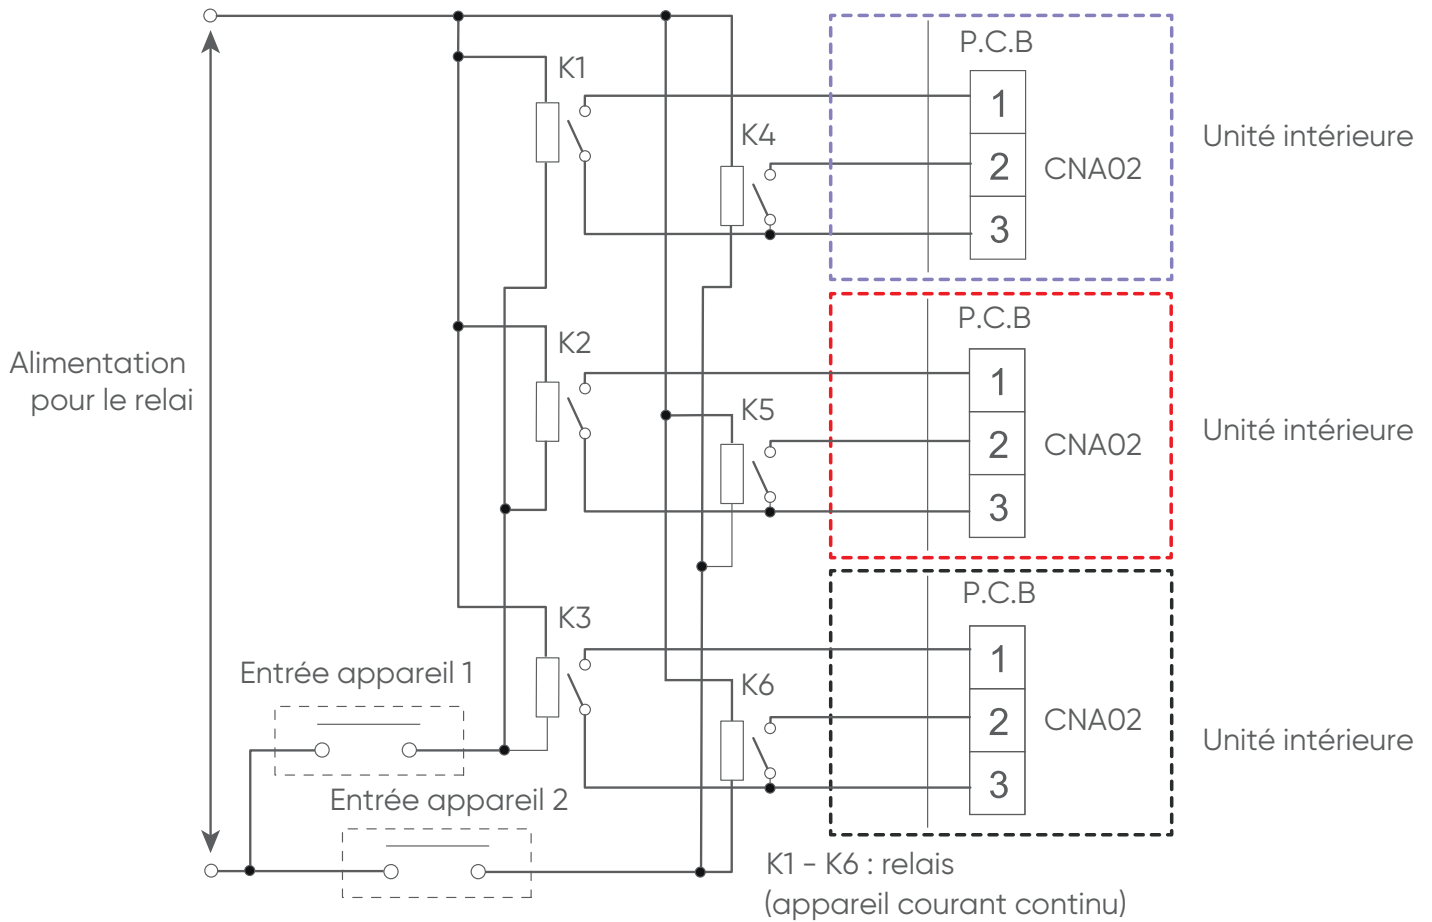 P.C.B
K1
1
K4
Unité intérieure
2
CNA02
3
P.C.B
K2
Alimentation
pour le relai
1
K5
Unité intérieure
2
CNA02
3
P.C.B
K3
1
Entrée appareil 1
K6
2
CNA02
Unité intérieure
3
Entrée appareil 2
K1 - K6 : relais
(appareil courant continu)